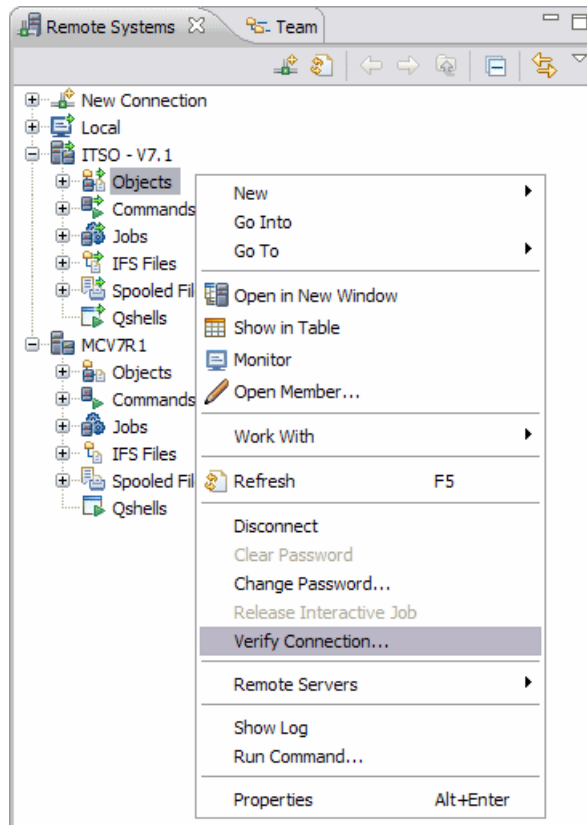 Remote Systems Team
New Connection
Local
ITSO - V7.1
Objects
Commands
Jobs
IFS Files
Spooled Fil
Qshells
MCV7R1
Objects
Commands
Jobs
IFS Files
Spooled Fil
Qshells
New
Go Into
Go To
Open in New Window
Show in Table
Monitor
Open Member...
Work With
Refresh F5
Disconnect
Clear Password
Change Password...
Release Interactive Job
Verify Connection...
Remote Servers
Show Log
Run Command...
Properties Alt+Enter